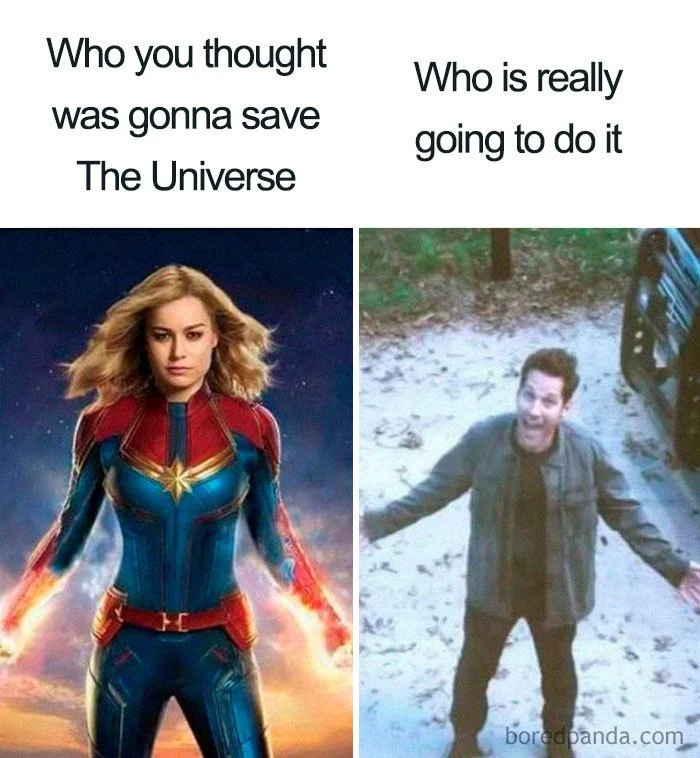 Who you thought
was gonna save
The Universe
Who is really
going to do it
boredpanda.com